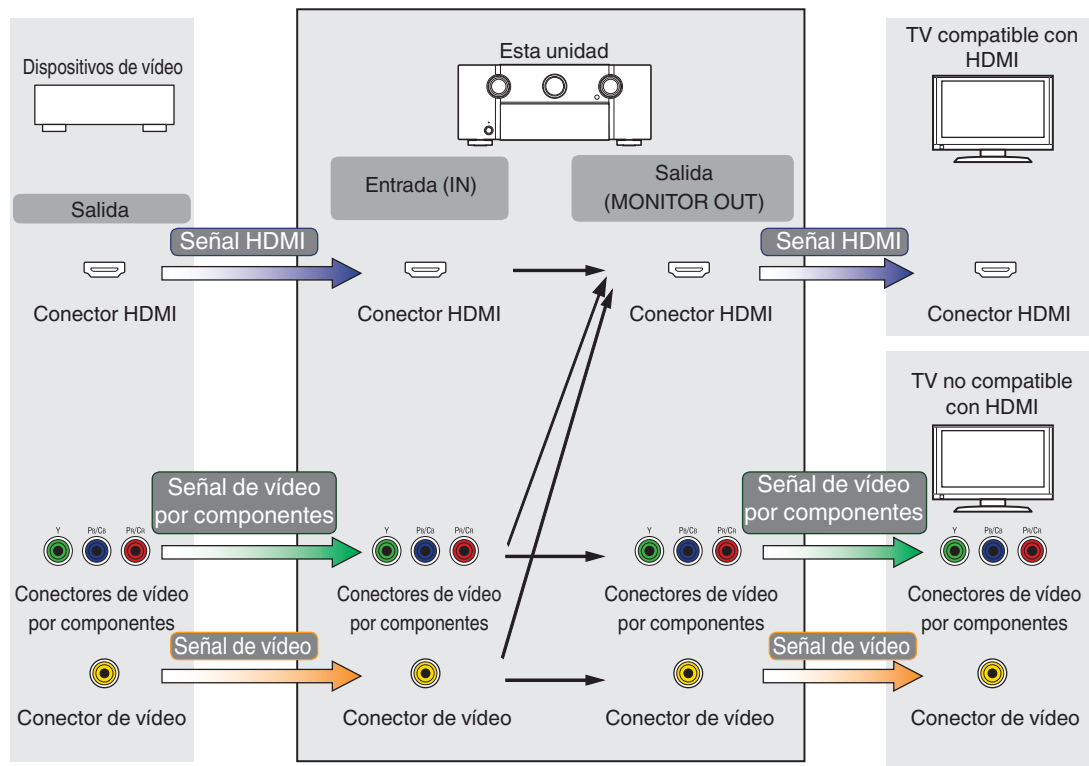 Dispositivos de vídeo
Esta unidad
TV compatible con
HDMI
Salida
Entrada (IN)
Salida
(MONITOR OUT)
Señal HDMI
Señal HDMI
Conector HDMI
Conector HDMI
Conector HDMI
Conector HDMI
TV no compatible
con HDMI
Señal de vídeo
por componentes
Señal de vídeo
por componentes
Y PB/CB PR/CR
Y PB/CB PR/CR
Y PB/CB PR/CR
Y PB/CB PR/CR
Conectores de vídeo
por componentes
Conectores de vídeo
por componentes
Conectores de vídeo
por componentes
Conectores de vídeo
por componentes
Señal de vídeo
Señal de vídeo
Conector de vídeo
Conector de vídeo
Conector de vídeo
Conector de vídeo